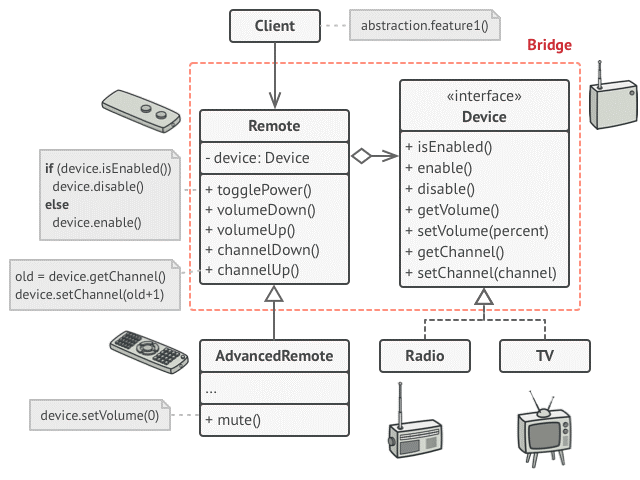 Client
abstraction.feature1()
Bridge
Remote
- device: Device
+ togglePower()
+ volumeDown()
+ volumeUp()
+ channelDown()
+ channelUp()
«interface»
Device
+ isEnabled()
+ enable()
+ disable()
+ getVolume()
+ setVolume(percent)
+ getChannel()
+ setChannel(channel)
if (device.isEnabled())
device.disable()
else
device.enable()
old = device.getChannel()
device.setChannel(old+1)
AdvancedRemote
...
+ mute()
device.setVolume(0)
Radio
TV